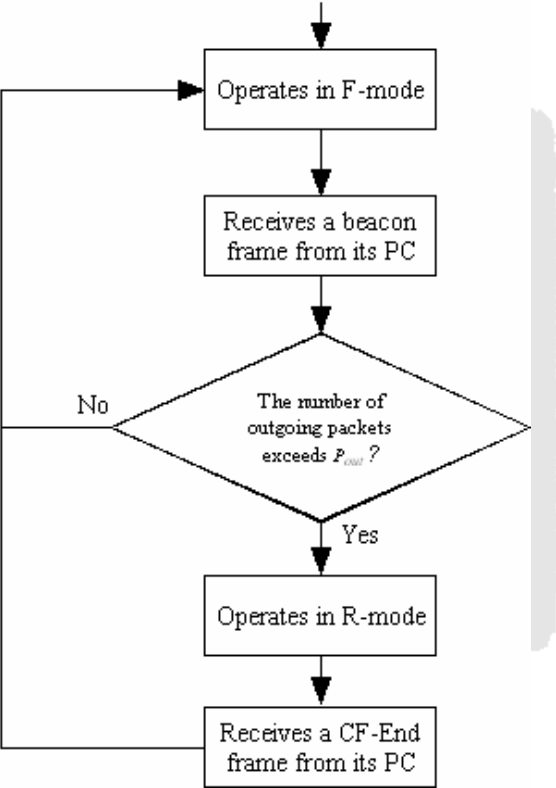 Operates in F-mode
Receives a beacon
frame from its PC
No
The number of
outgoing packets
exceeds P_out ?
Yes
Operates in R-mode
Receives a CF-End
frame from its PC